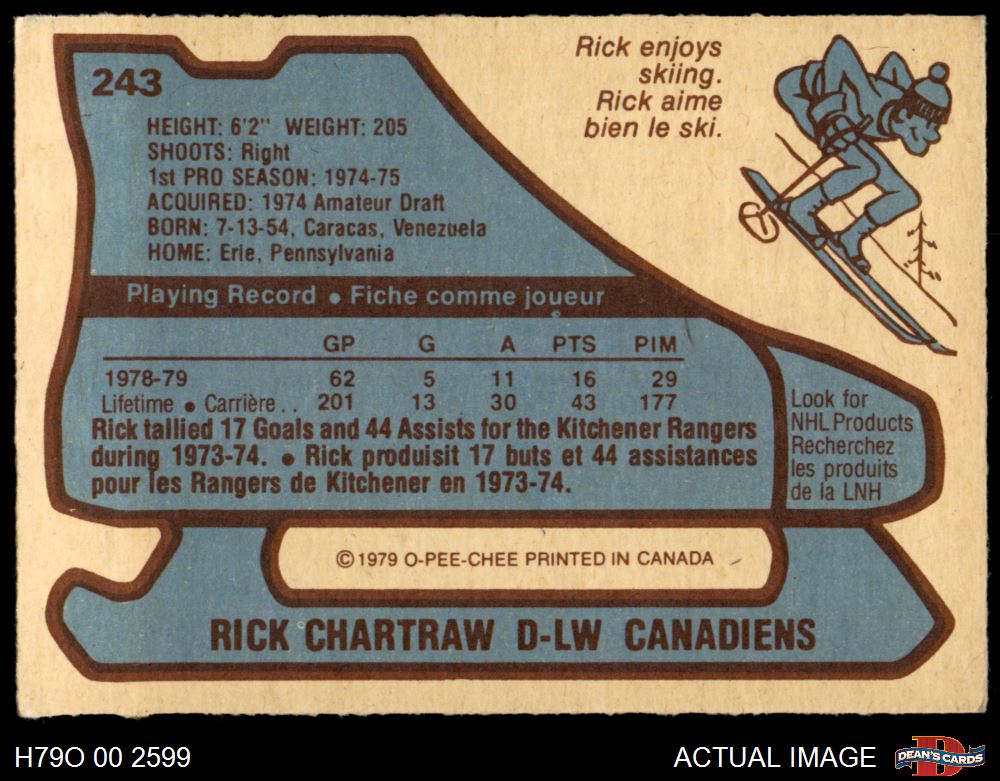 243
Rick enjoys
skiing.
Rick aime
bien le ski.
HEIGHT: 6'2" WEIGHT: 205
SHOOTS: Right
1st PRO SEASON: 1974-75
ACQUIRED: 1974 Amateur Draft
BORN: 7-13-54, Caracas, Venezuela
HOME: Erie, Pennsylvania
Playing Record • Fiche comme joueur
GP G A PTS PIM
1978-79 62 5 11 16 29
Lifetime • Carrière . . 201 13 30 43 177
Rick tallied 17 Goals and 44 Assists for the Kitchener Rangers
during 1973-74. • Rick produisit 17 buts et 44 assistances
pour les Rangers de Kitchener en 1973-74.
Look for
NHL Products
Recherchez
les produits
de la LNH
© 1979 O-PEE-CHEE PRINTED IN CANADA
RICK CHARTRAW D-LW CANADIENS
H79O 00 2599
ACTUAL IMAGE
D
DEAN'S CARDS